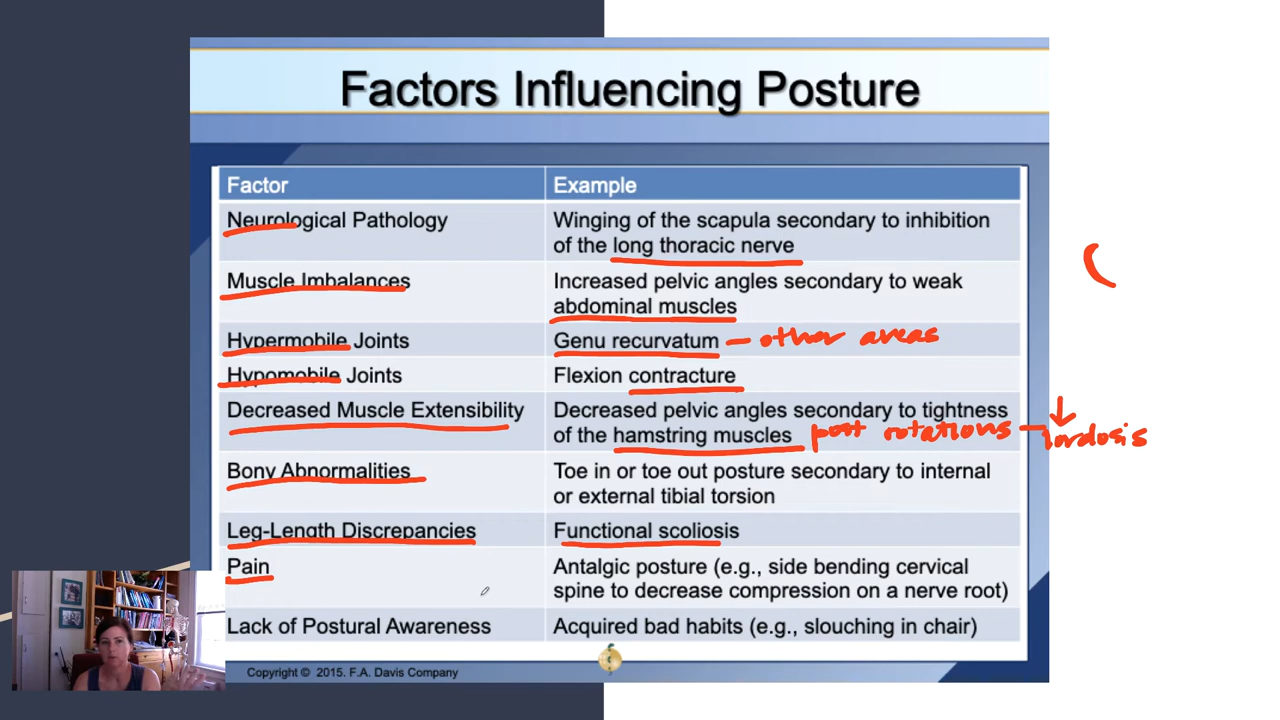 Factors Influencing Posture
Factor Example
Neurological Pathology Winging of the scapula secondary to inhibition
of the long thoracic nerve
Muscle Imbalances Increased pelvic angles secondary to weak
abdominal muscles
Hypermobile Joints Genu recurvatum – other areas
Hypomobile Joints Flexion contracture
Decreased Muscle Extensibility Decreased pelvic angles secondary to tightness
of the hamstring muscles post rotations – ↓ lordosis
Bony Abnormalities Toe in or toe out posture secondary to internal
or external tibial torsion
Leg-Length Discrepancies Functional scoliosis
Pain Antalgic posture (e.g., side bending cervical
spine to decrease compression on a nerve root)
Lack of Postural Awareness Acquired bad habits (e.g., slouching in chair)
Copyright © 2015. F.A. Davis Company